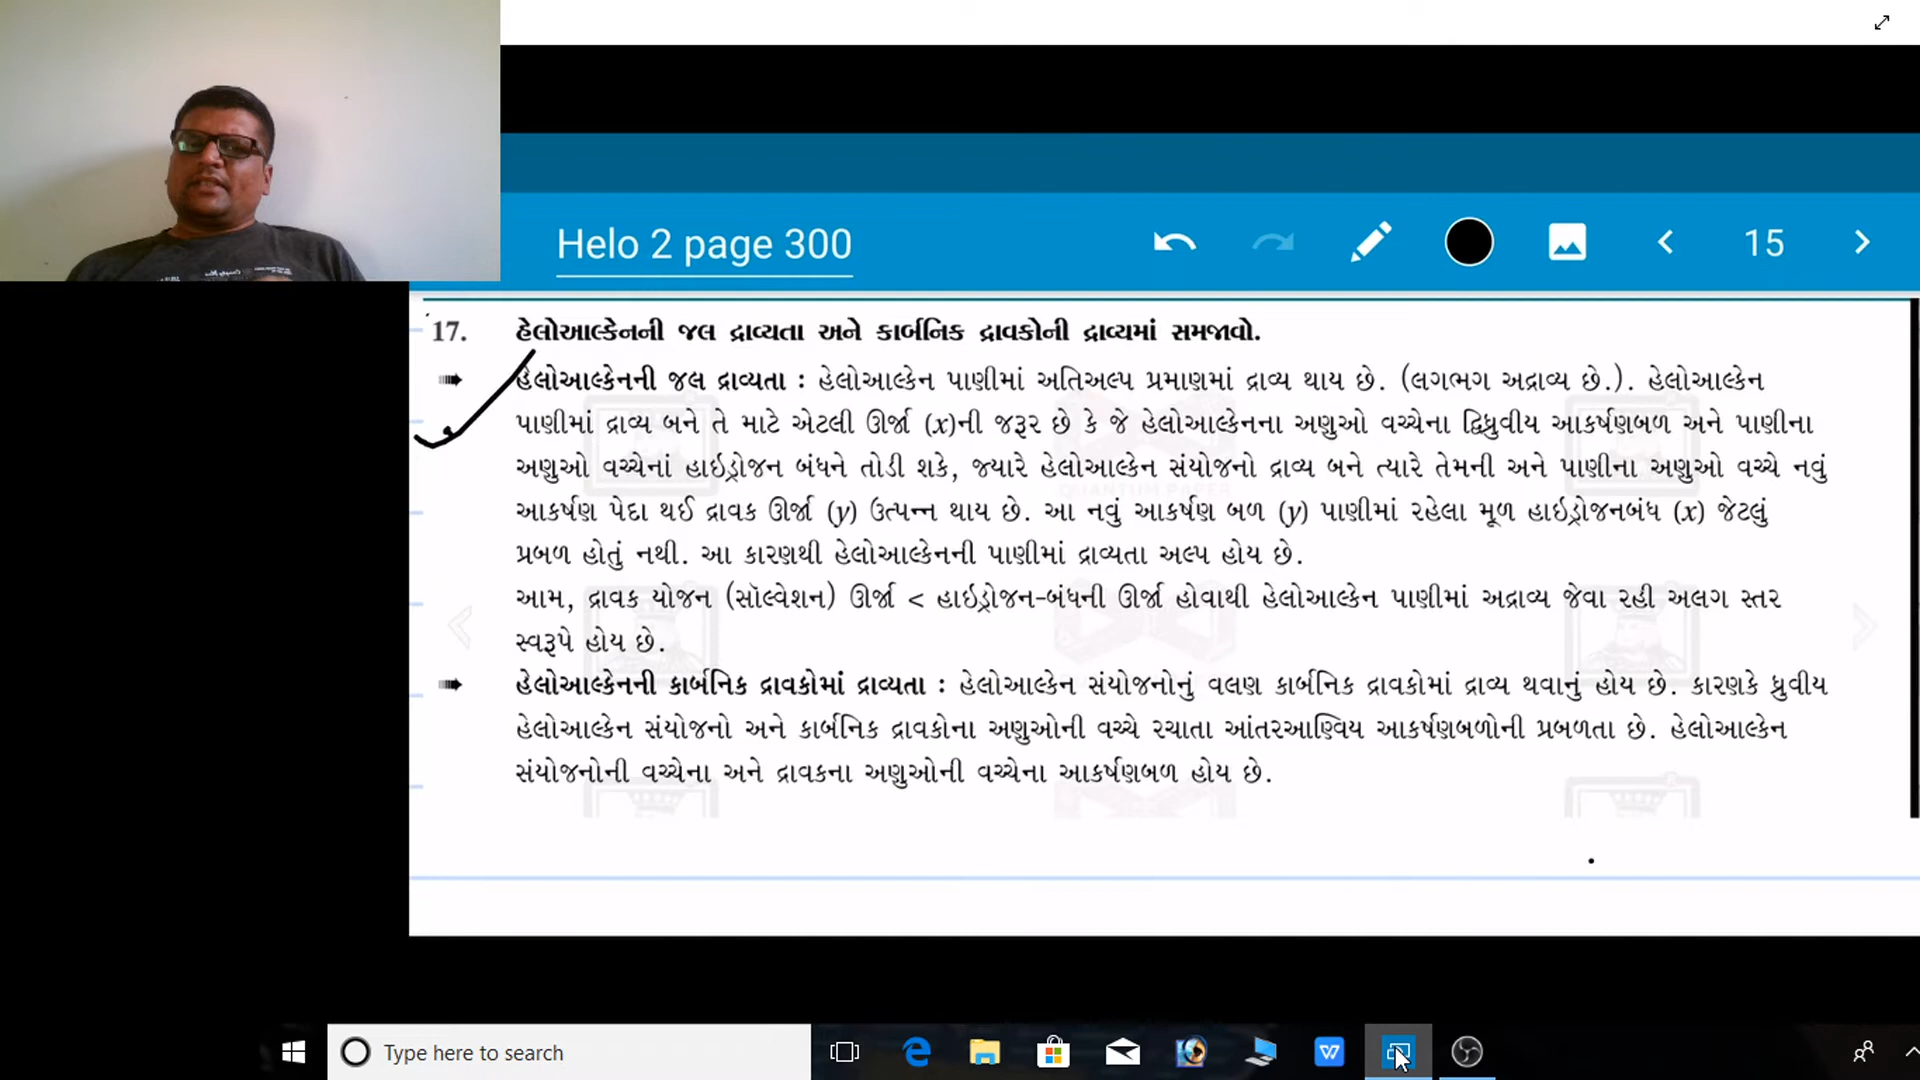 Helo 2 page 300
15
17. હેલોઆલ્કેનની જલ દ્રાવ્યતા અને કાર્બનિક દ્રાવકોની દ્રાવ્યમાં સમજાવો.
હેલોઆલ્કેનની જલ દ્રાવ્યતા : હેલોઆલ્કેન પાણીમાં અતિઅલ્પ પ્રમાણમાં દ્રાવ્ય થાય છે. (લગભગ અદ્રાવ્ય છે.). હેલોઆલ્કેન
પાણીમાં દ્રાવ્ય બને તે માટે એટલી ઊર્જા (x)ની જરૂર છે કે જે હેલોઆલ્કેનના અણુઓ વચ્ચેના દ્વિધ્રુવીય આકર્ષણબળ અને પાણીના
અણુઓ વચ્ચેનાં હાઇડ્રોજન બંધને તોડી શકે, જ્યારે હેલોઆલ્કેન સંયોજનો દ્રાવ્ય બને ત્યારે તેમની અને પાણીના અણુઓ વચ્ચે નવું
આકર્ષણ પેદા થઈ દ્રાવક ઊર્જા (y) ઉત્પન્ન થાય છે. આ નવું આકર્ષણ બળ (y) પાણીમાં રહેલા મૂળ હાઇડ્રોજનબંધ (x) જેટલું
પ્રબળ હોતું નથી. આ કારણથી હેલોઆલ્કેનની પાણીમાં દ્રાવ્યતા અલ્પ હોય છે.
આમ, દ્રાવક યોજન (સૉલ્વેશન) ઊર્જા < હાઇડ્રોજન-બંધની ઊર્જા હોવાથી હેલોઆલ્કેન પાણીમાં અદ્રાવ્ય જેવા રહી અલગ સ્તર
સ્વરૂપે હોય છે.
હેલોઆલ્કેનની કાર્બનિક દ્રાવકોમાં દ્રાવ્યતા : હેલોઆલ્કેન સંયોજનોનું વલણ કાર્બનિક દ્રાવકોમાં દ્રાવ્ય થવાનું હોય છે. કારણકે ધ્રુવીય
હેલોઆલ્કેન સંયોજનો અને કાર્બનિક દ્રાવકોના અણુઓની વચ્ચે રચાતા આંતરઆણ્વિય આકર્ષણબળોની પ્રબળતા છે. હેલોઆલ્કેન
સંયોજનોની વચ્ચેના અને દ્રાવકના અણુઓની વચ્ચેના આકર્ષણબળ હોય છે.
Type here to search